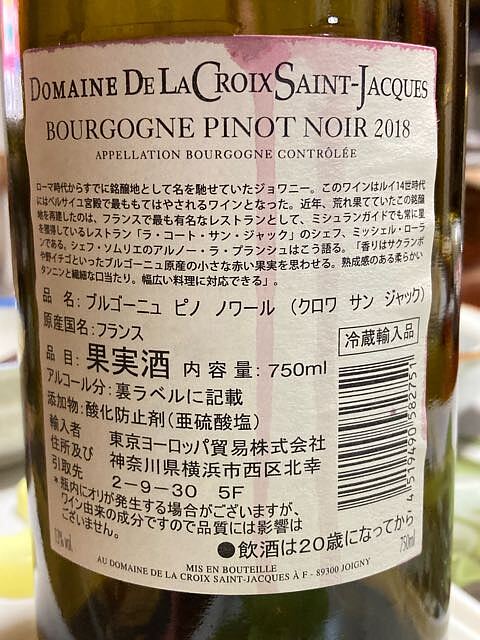 DOMAINE DE LA CROIX SAINT-JACQUES
BOURGOGNE PINOT NOIR 2018
APPELLATION BOURGOGNE CONTRÔLÉE
ローマ時代からすでに銘醸地として名を馳せていたジョワニー。このワインはルイ14世時代
にはベルサイユ宮殿で最ももてはやされるワインとなった。近年、荒れ果てていたこの銘醸
地を再建したのは、フランスで最も有名なレストランとして、ミシュランガイドでも常に星
を獲得しているレストラン「ラ・コート・サン・ジャック」のシェフ、ミッシェル・ローラ
ンである。シェフ・ソムリエのアルノー・ラ・プランシュはこう語る。「香りはサクランボ
や野イチゴといったブルゴーニュ原産の小さな赤い果実を思わせる。熟成感のある柔らかい
タンニンと繊細な口当たり。幅広い料理に対応できる」。
品 名:ブルゴーニュ ピノ ノワール (クロワ サン ジャック)
原産国名:フランス
冷蔵輸入品
品 目:果実酒 内容量:750ml
アルコール分:裏ラベルに記載
添加物:酸化防止剤(亜硫酸塩)
輸入者
住所及び
引取先
東京ヨーロッパ貿易株式会社
神奈川県横浜市西区北幸
2-9-30 5F
*瓶内にオリが発生する場合がございますが、
ワイン由来の成分ですので品質には影響は
ございません。
4 519490 582751
●飲酒は20歳になってから
13% vol
750ml
MIS EN BOUTEILLE
AU DOMAINE DE LA CROIX SAINT-JACQUES À F - 89300 JOIGNY